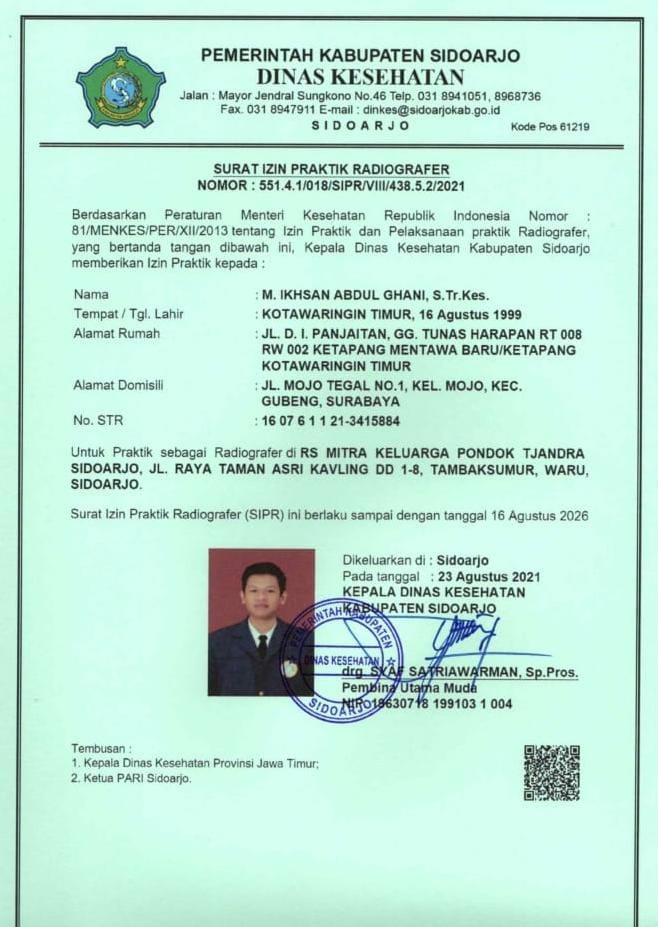 PEMERINTAH KABUPATEN SIDOARJO
DINAS KESEHATAN
Jalan : Mayor Jendral Sungkono No.46 Telp. 031 8941051, 8968736
Fax. 031 8947911 E-mail : dinkes@sidoarjokab.go.id
S I D O A R J O
Kode Pos 61219
SURAT IZIN PRAKTIK RADIOGRAFER
NOMOR : 551.4.1/018/SIPR/VIII/438.5.2/2021
Berdasarkan Peraturan Menteri Kesehatan Republik Indonesia Nomor :
81/MENKES/PER/XII/2013 tentang Izin Praktik dan Pelaksanaan praktik Radiografer,
yang bertanda tangan dibawah ini, Kepala Dinas Kesehatan Kabupaten Sidoarjo
memberikan Izin Praktik kepada :
Nama : M. IKHSAN ABDUL GHANI, S.Tr.Kes.
Tempat / Tgl. Lahir : KOTAWARINGIN TIMUR, 16 Agustus 1999
Alamat Rumah : JL. D. I. PANJAITAN, GG. TUNAS HARAPAN RT 008
RW 002 KETAPANG MENTAWA BARU/KETAPANG
KOTAWARINGIN TIMUR
Alamat Domisili : JL. MOJO TEGAL NO.1, KEL. MOJO, KEC.
GUBENG, SURABAYA
No. STR : 16 07 6 1 1 21-3415884
Untuk Praktik sebagai Radiografer di RS MITRA KELUARGA PONDOK TJANDRA
SIDOARJO, JL. RAYA TAMAN ASRI KAVLING DD 1-8, TAMBAKSUMUR, WARU,
SIDOARJO.
Surat Izin Praktik Radiografer (SIPR) ini berlaku sampai dengan tanggal 16 Agustus 2026
Dikeluarkan di : Sidoarjo
Pada tanggal : 23 Agustus 2021
KEPALA DINAS KESEHATAN
KABUPATEN SIDOARJO
PEMERINTAH KABUPATEN
DINAS KESEHATAN
SIDOARJO
drg. SYAF SATRIAWARMAN, Sp.Pros.
Pembina Utama Muda
NIP 19630718 199103 1 004
Tembusan :
1. Kepala Dinas Kesehatan Provinsi Jawa Timur;
2. Ketua PARI Sidoarjo.